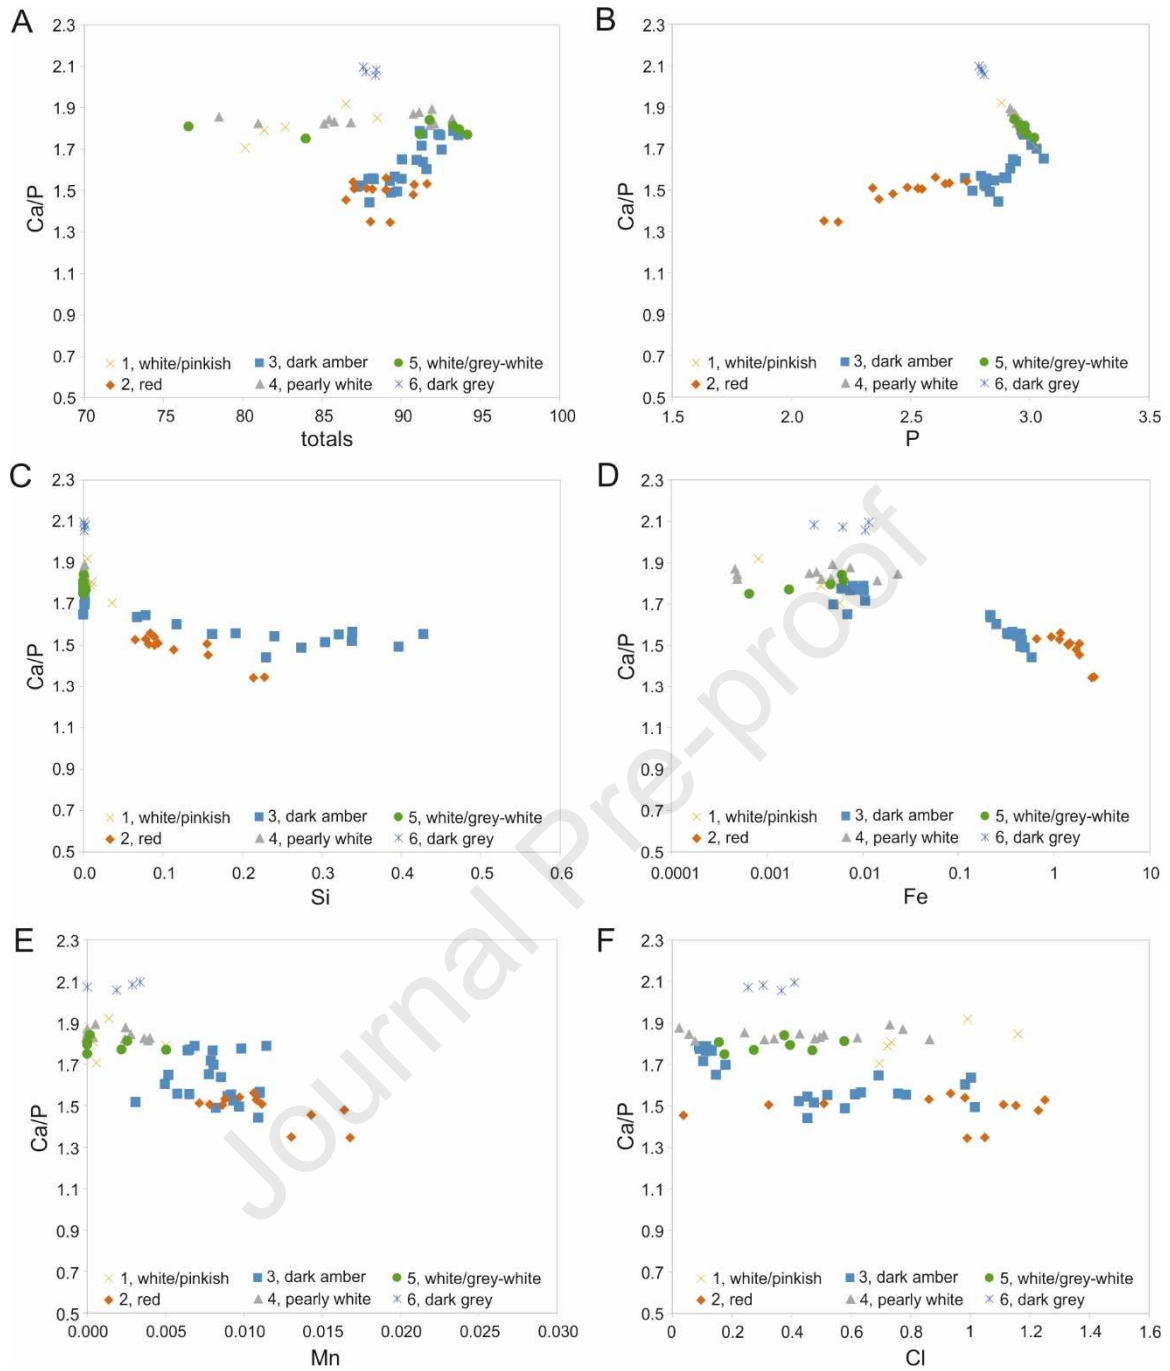 A
2.3
2.1
1.9
1.7
1.5
1.3
1.1
0.9
0.7
0.5
Ca/P
1, white/pinkish 3, dark amber 5, white/grey-white
2, red 4, pearly white 6, dark grey
70 75 80 85 90 95 100
totals
B
2.3
2.1
1.9
1.7
1.5
1.3
1.1
0.9
0.7
0.5
Ca/P
1, white/pinkish 3, dark amber 5, white/grey-white
2, red 4, pearly white 6, dark grey
1.5 2.0 2.5 3.0 3.5
P
C
2.3
2.1
1.9
1.7
1.5
1.3
1.1
0.9
0.7
0.5
Ca/P
1, white/pinkish 3, dark amber 5, white/grey-white
2, red 4, pearly white 6, dark grey
0.0 0.1 0.2 0.3 0.4 0.5 0.6
Si
D
2.3
2.1
1.9
1.7
1.5
1.3
1.1
0.9
0.7
0.5
Ca/P
1, white/pinkish 3, dark amber 5, white/grey-white
2, red 4, pearly white 6, dark grey
0.0001 0.001 0.01 0.1 1 10
Fe
E
2.3
2.1
1.9
1.7
1.5
1.3
1.1
0.9
0.7
0.5
Ca/P
1, white/pinkish 3, dark amber 5, white/grey-white
2, red 4, pearly white 6, dark grey
0.000 0.005 0.010 0.015 0.020 0.025 0.030
Mn
F
2.3
2.1
1.9
1.7
1.5
1.3
1.1
0.9
0.7
0.5
Ca/P
1, white/pinkish 3, dark amber 5, white/grey-white
2, red 4, pearly white 6, dark grey
0 0.2 0.4 0.6 0.8 1 1.2 1.4 1.6
Cl
Journal Pre-proof